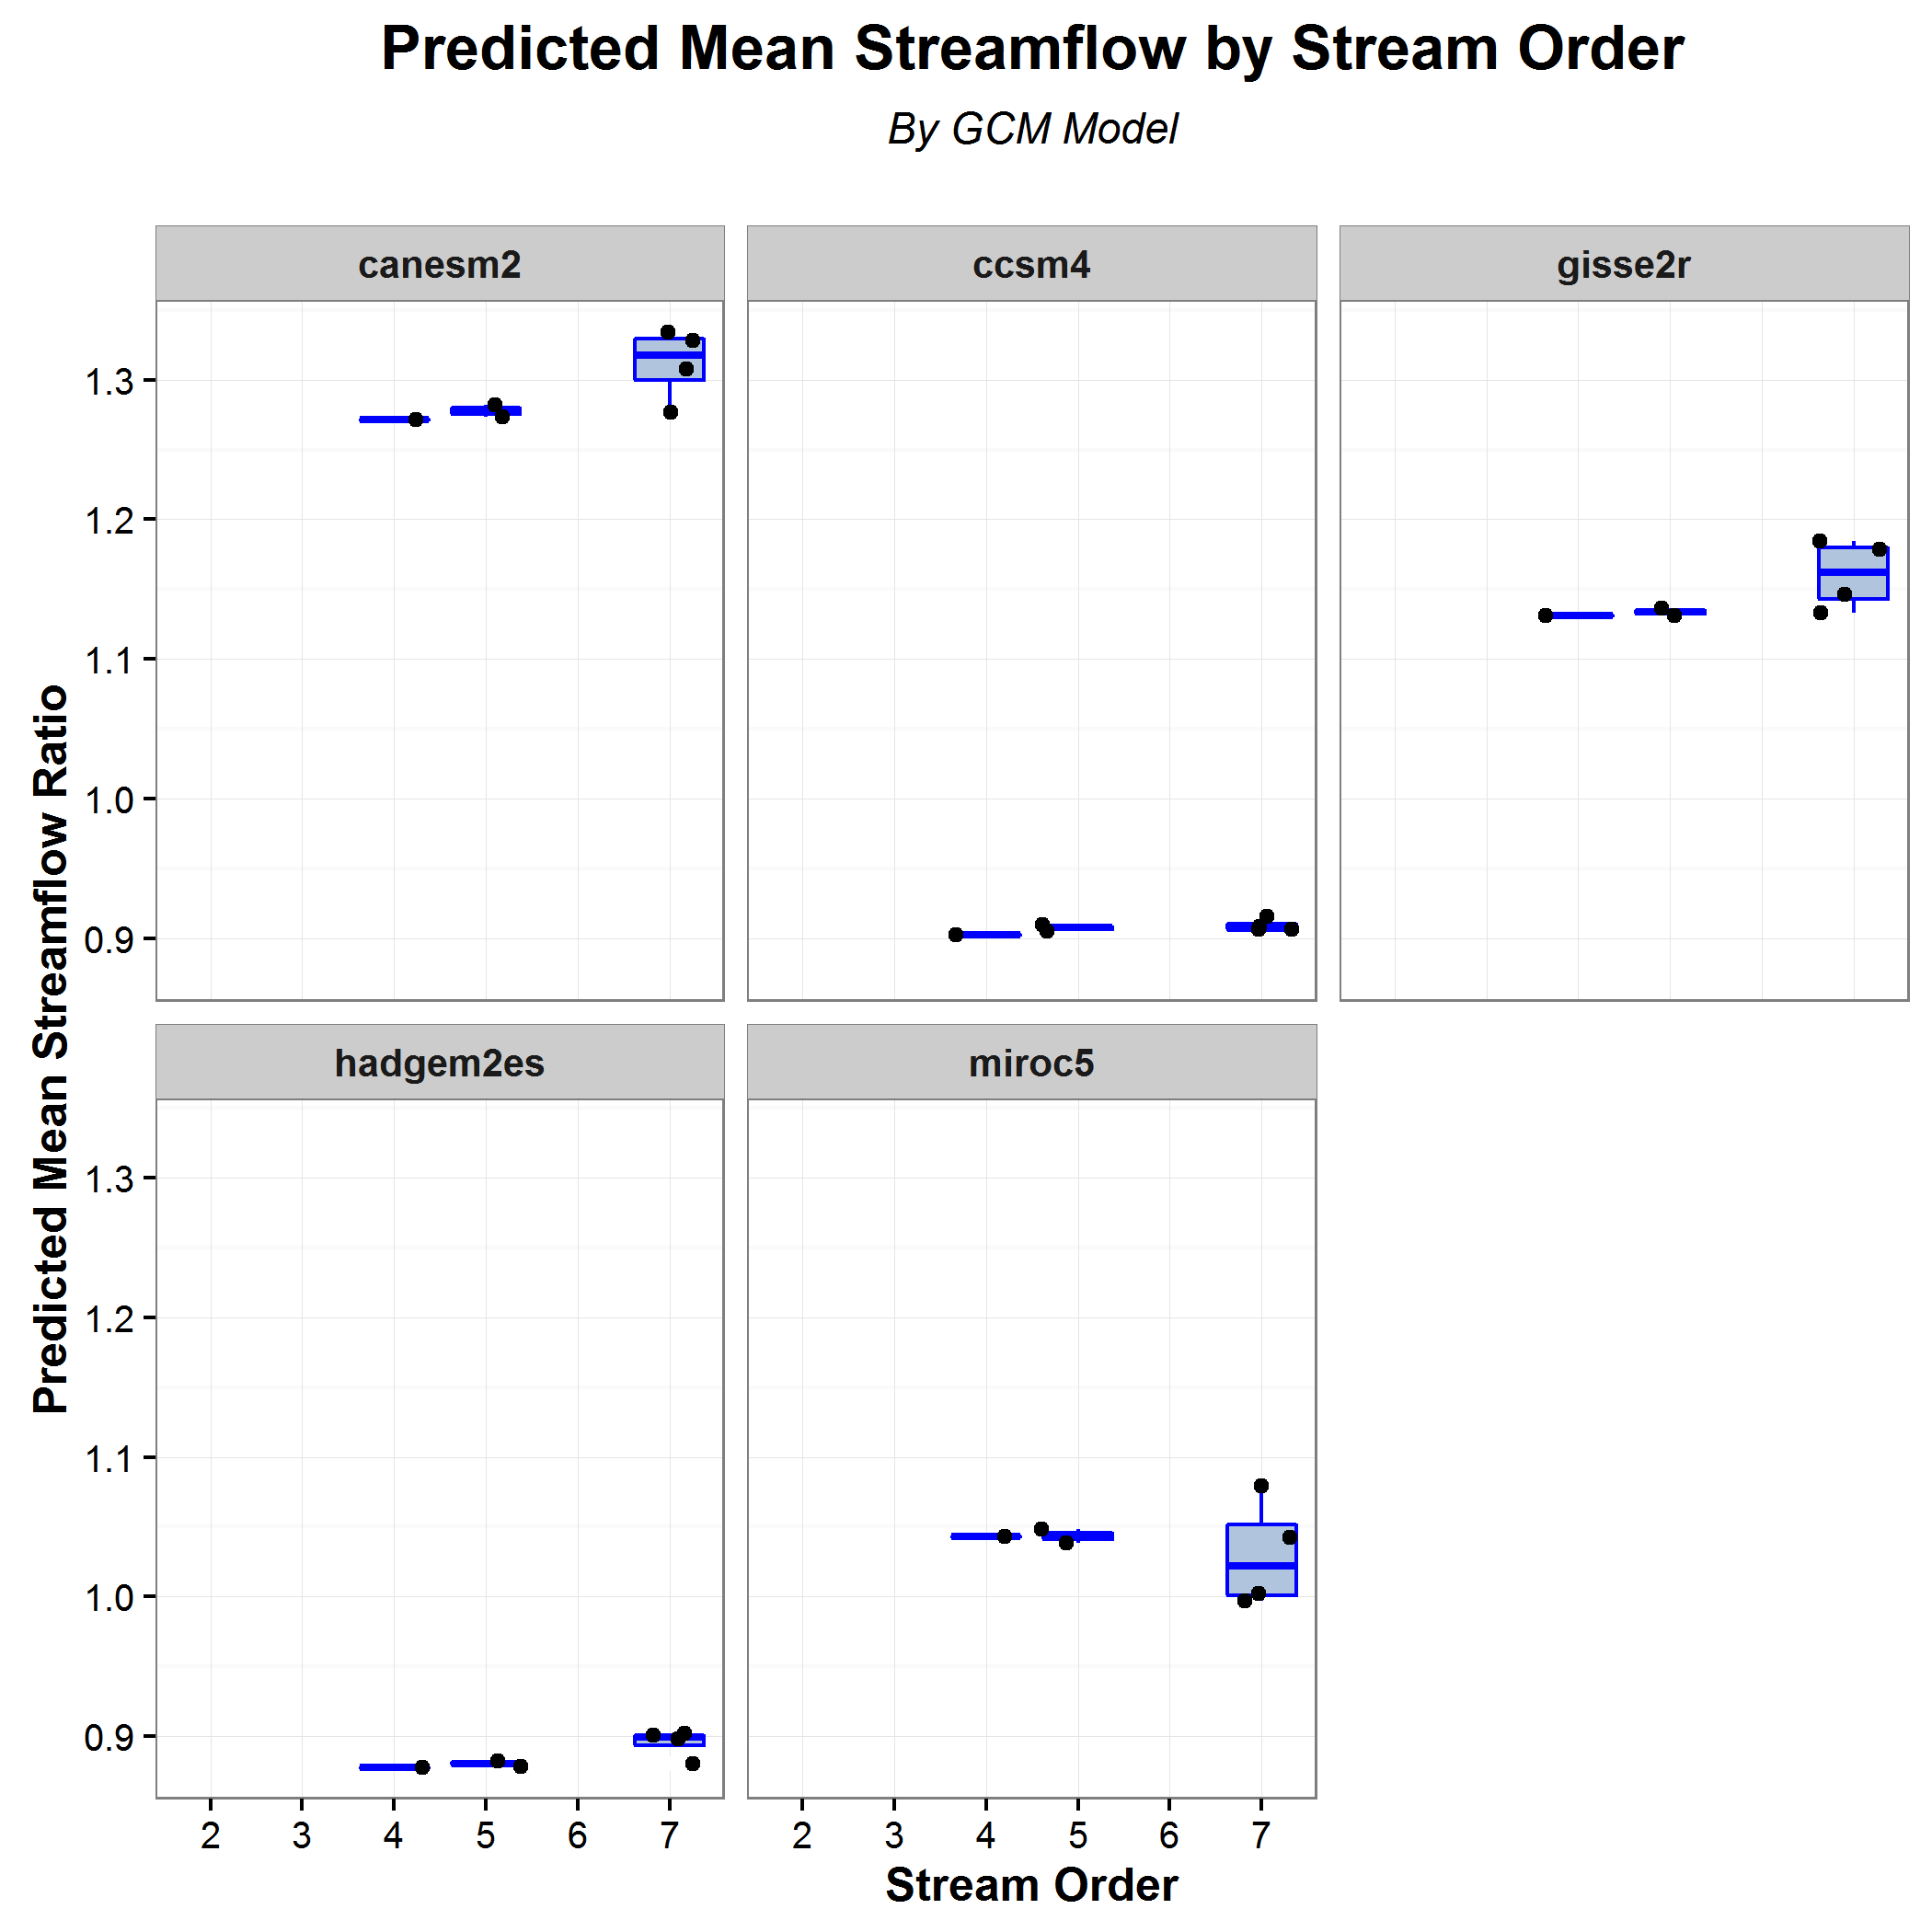 Predicted Mean Streamflow by Stream Order
By GCM Model
canesm2
ccsm4
gisse2r
1.3
1.2
1.1
1.0
0.9
Predicted Mean Streamflow Ratio
hadgem2es
miroc5
1.3
1.2
1.1
1.0
0.9
2 3 4 5 6 7
2 3 4 5 6 7
Stream Order